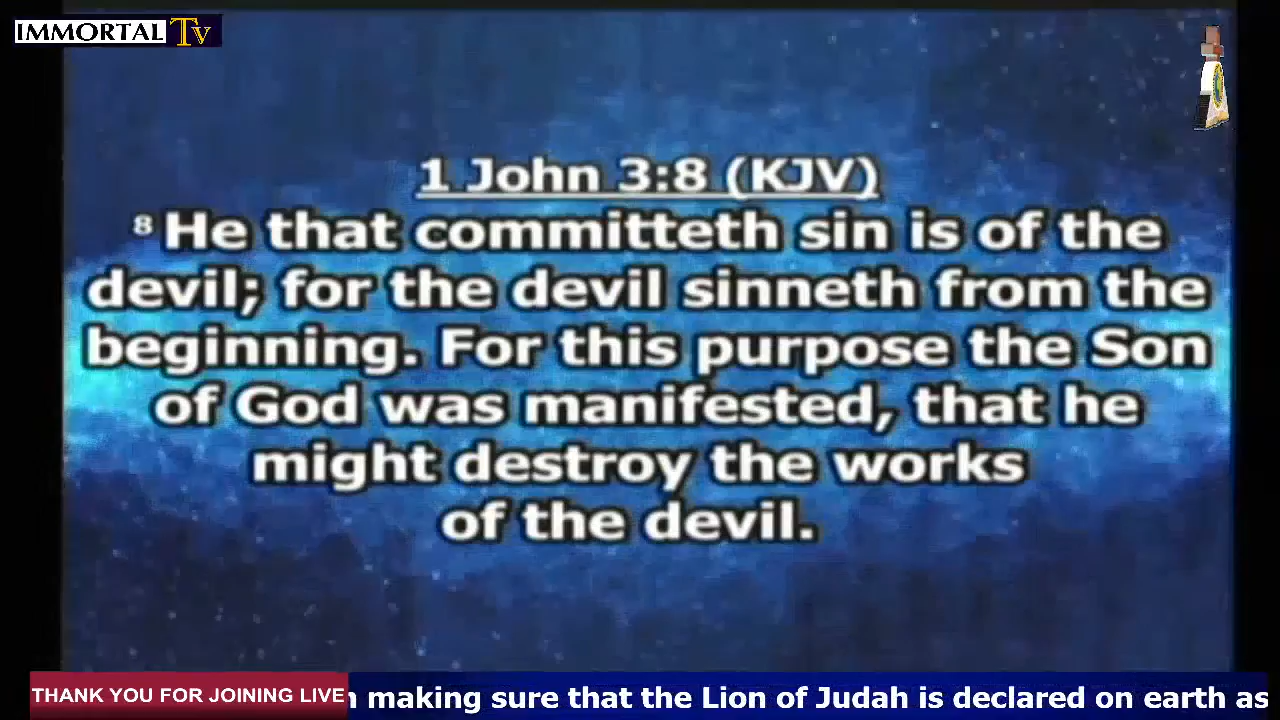 IMMORTAL Tv
1 John 3:8 (KJV)
8 He that committeth sin is of the
devil; for the devil sinneth from the
beginning. For this purpose the Son
of God was manifested, that he
might destroy the works
of the devil.
THANK YOU FOR JOINING LIVE
making sure that the Lion of Judah is declared on earth as